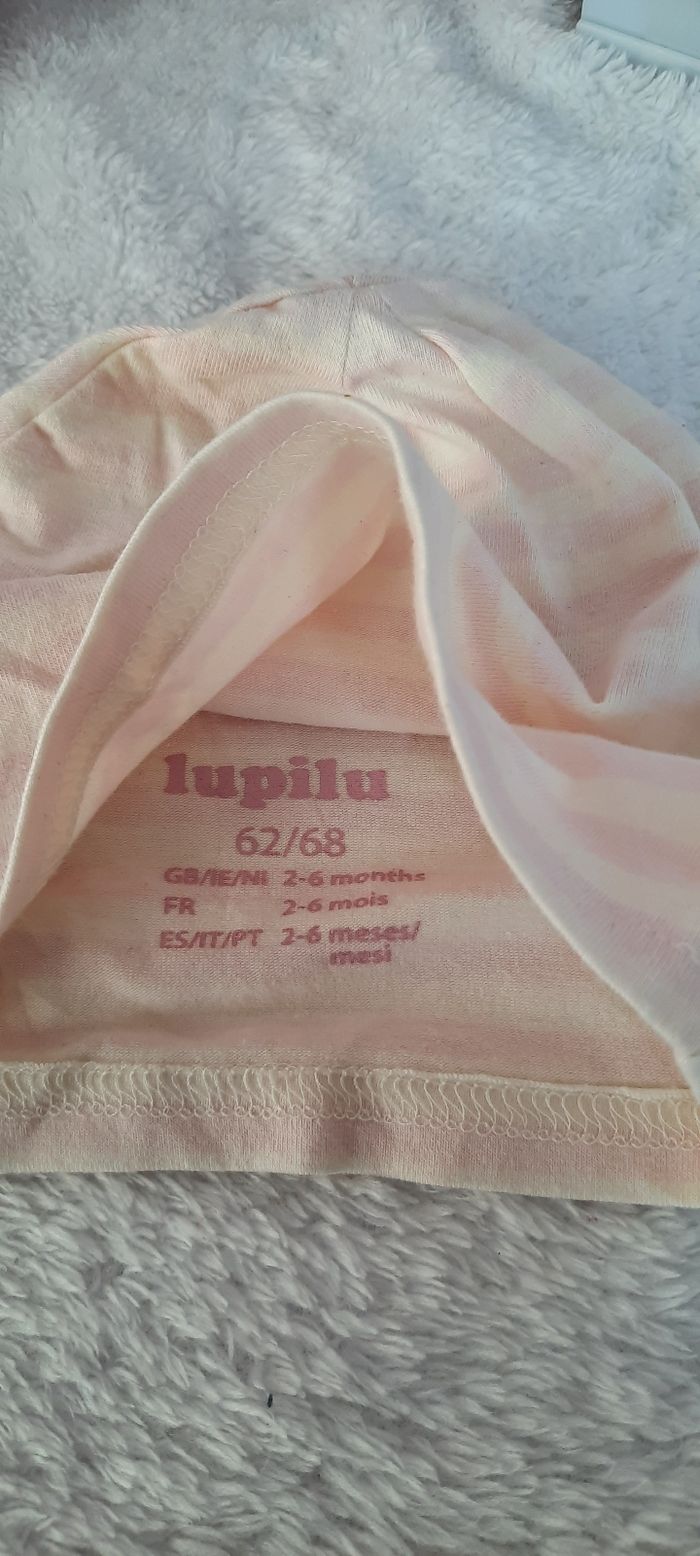 lupilu
62/68
GB/IE/NI 2-6 months
FR 2-6 mois
ES/IT/PT 2-6 meses/
mesi